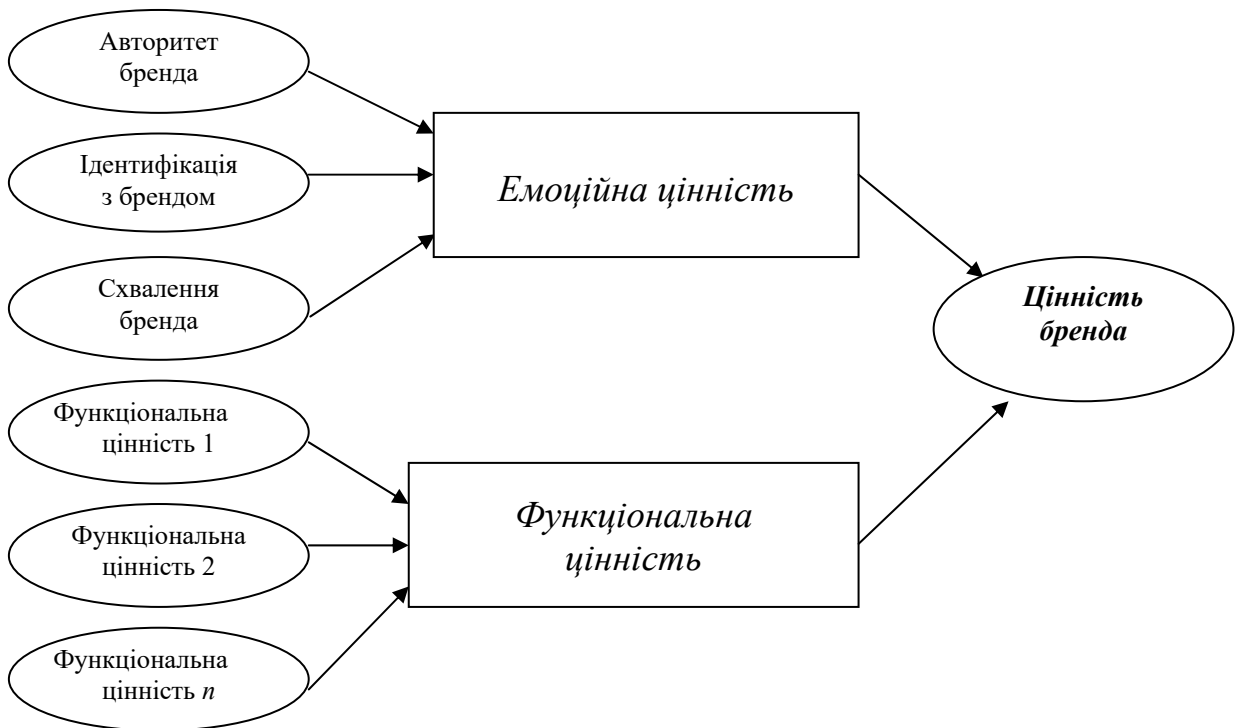 Авторитет
бренда
Ідентифікація
з брендом
Схвалення
бренда
Емоційна цінність
Цінність
бренда
Функціональна
цінність 1
Функціональна
цінність 2
Функціональна
цінність n
Функціональна
цінність